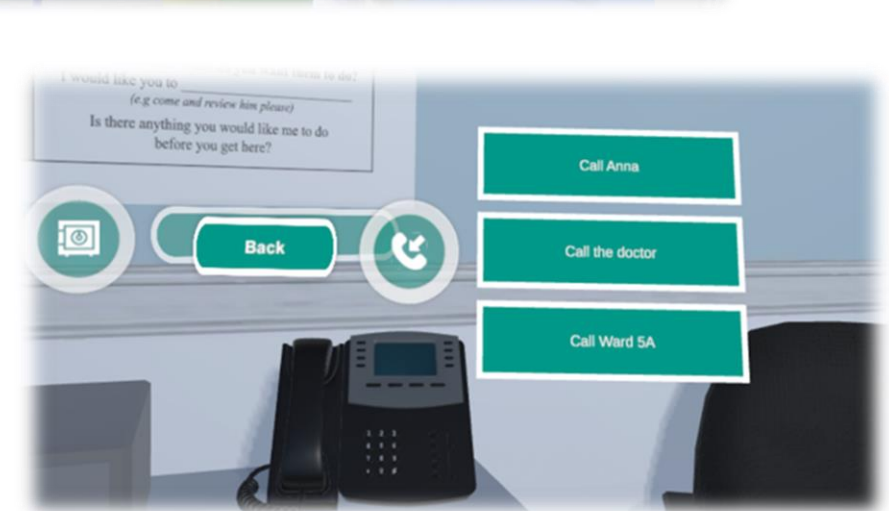 I would like you to
(e.g come and review him please)
Is there anything you would like me to do
before you get here?
Back
Call Anna
Call the doctor
Call Ward 5A